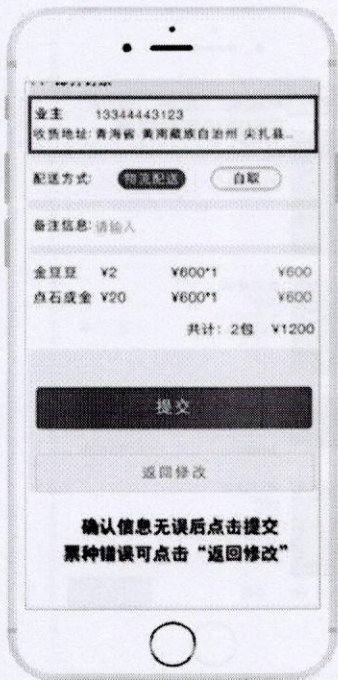 业主 13344443123
收货地址: 青海省 黄南藏族自治州 尖扎县...
配送方式: 物流配送 自取
备注信息: 请输入
金豆豆 ¥2 ¥600*1 ¥600
点石成金 ¥20 ¥600*1 ¥600
共计: 2包 ¥1200
提交
返回修改
确认信息无误后点击提交
票种错误可点击“返回修改”